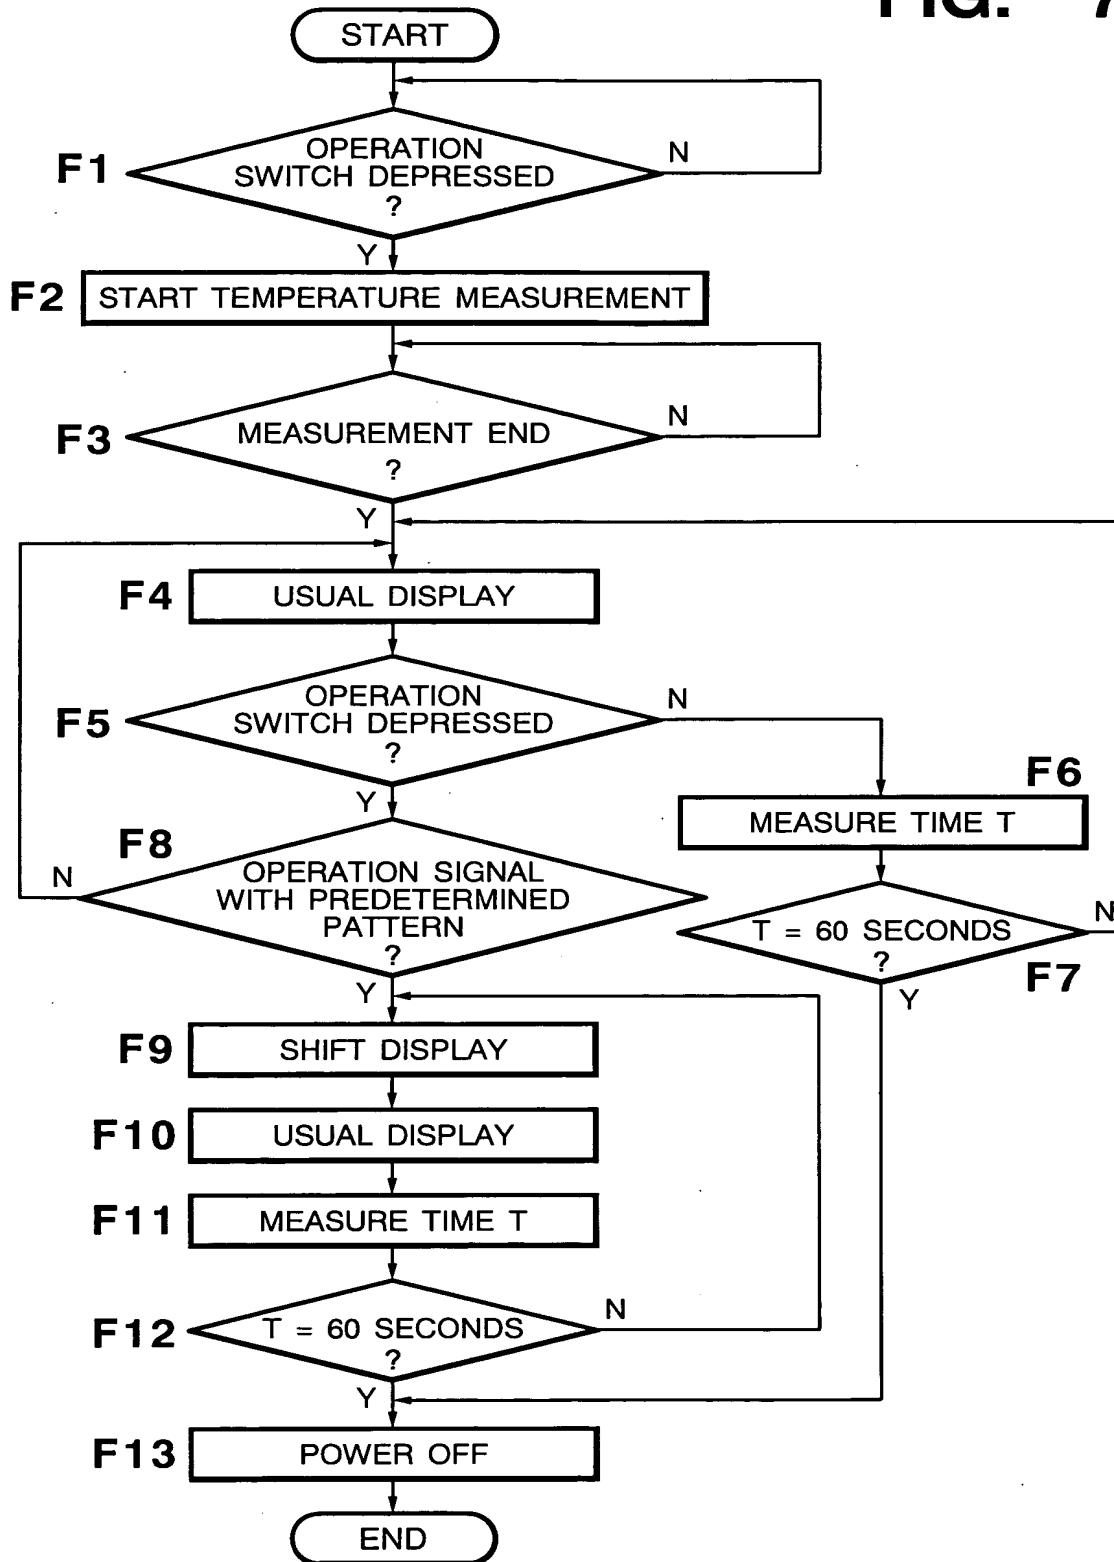 FIG. 7
START
F1
OPERATION
SWITCH DEPRESSED
?
N
Y
F2
START TEMPERATURE MEASUREMENT
F3
MEASUREMENT END
?
N
Y
F4
USUAL DISPLAY
F5
OPERATION
SWITCH DEPRESSED
?
N
Y
F6
MEASURE TIME T
F8
OPERATION SIGNAL
WITH PREDETERMINED
PATTERN
?
N
Y
T = 60 SECONDS
?
N
F7
Y
F9
SHIFT DISPLAY
F10
USUAL DISPLAY
F11
MEASURE TIME T
F12
T = 60 SECONDS
?
N
Y
F13
POWER OFF
END